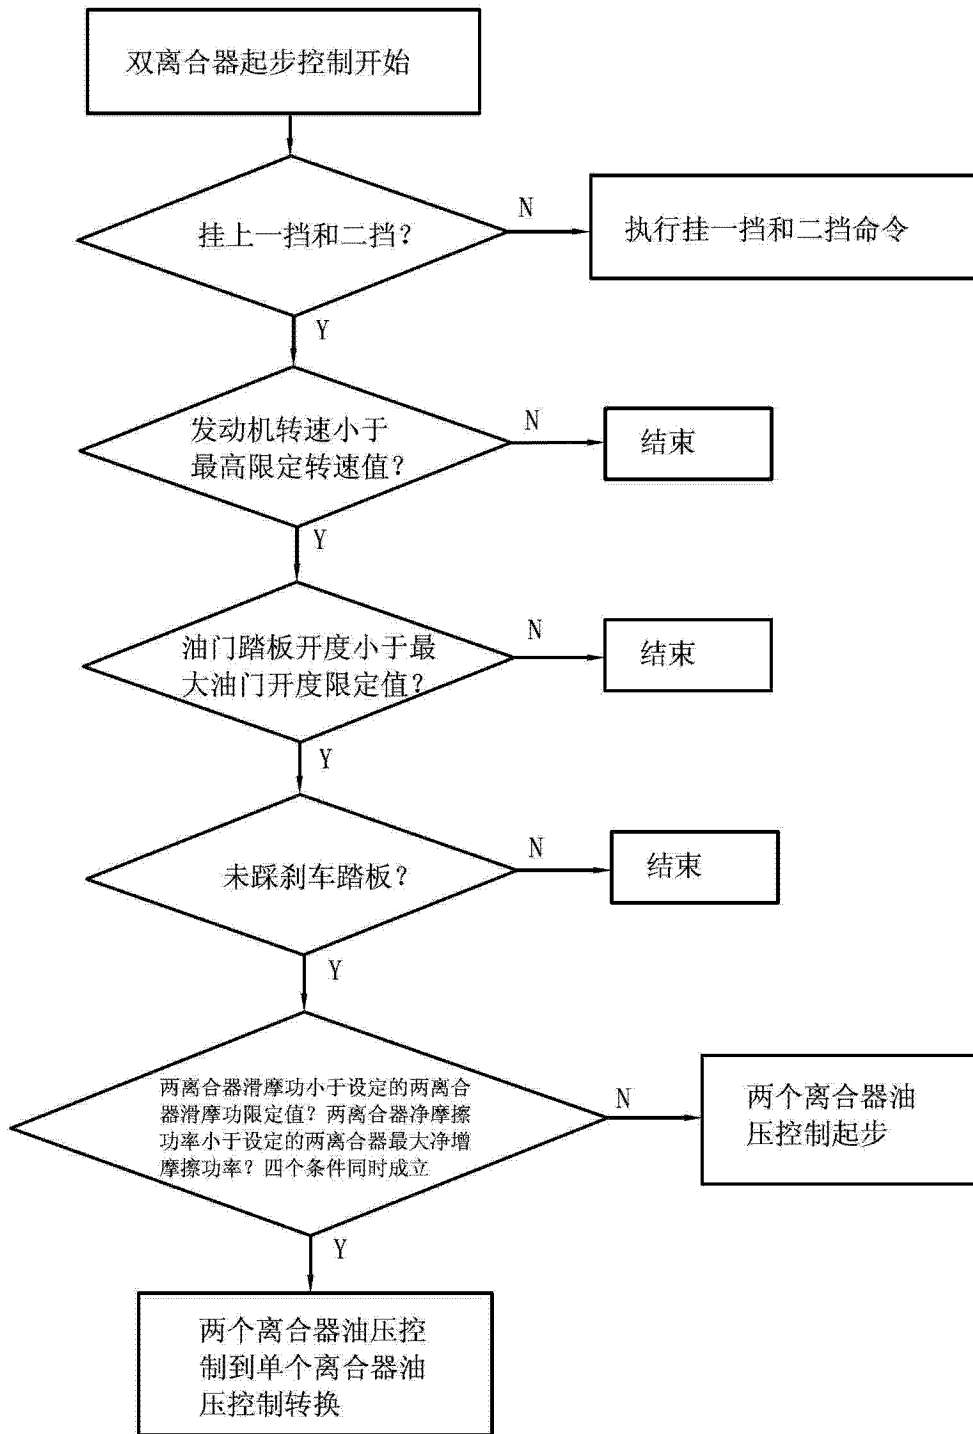 双离合器起步控制开始
挂上一挡和二挡？
N
执行挂一挡和二挡命令
Y
发动机转速小于
最高限定转速值？
N
结束
Y
油门踏板开度小于最
大油门开度限定值？
N
结束
Y
未踩刹车踏板？
N
结束
Y
两离合器滑摩功小于设定的两离合
器滑摩功限定值？两离合器净摩擦
功率小于设定的两离合器最大净增
摩擦功率？四个条件同时成立
N
两个离合器油
压控制起步
Y
两个离合器油压控
制到单个离合器油
压控制转换